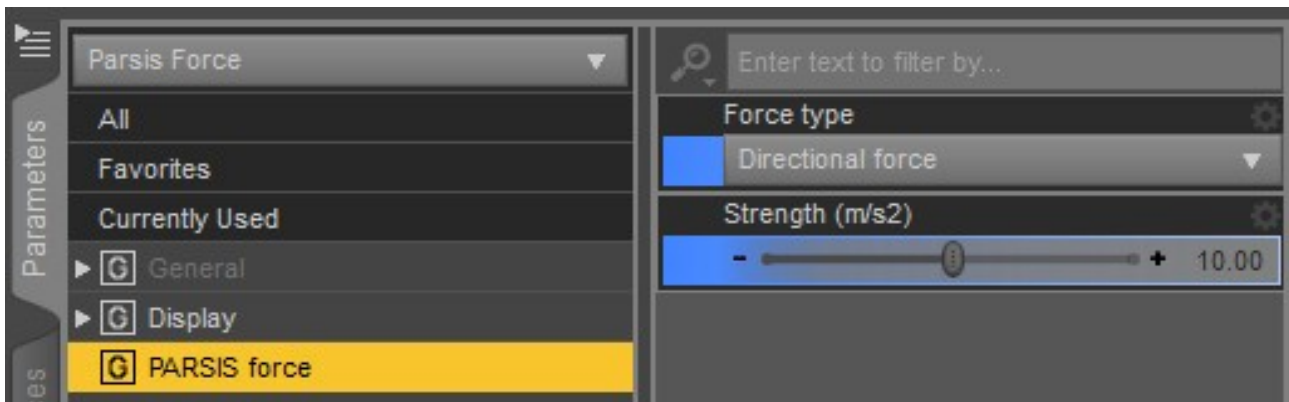 Parameters
es
Parsis Force
All
Favorites
Currently Used
G General
G Display
G PARSIS force
Enter text to filter by...
Force type
Directional force
Strength (m/s2)
- + 10.00